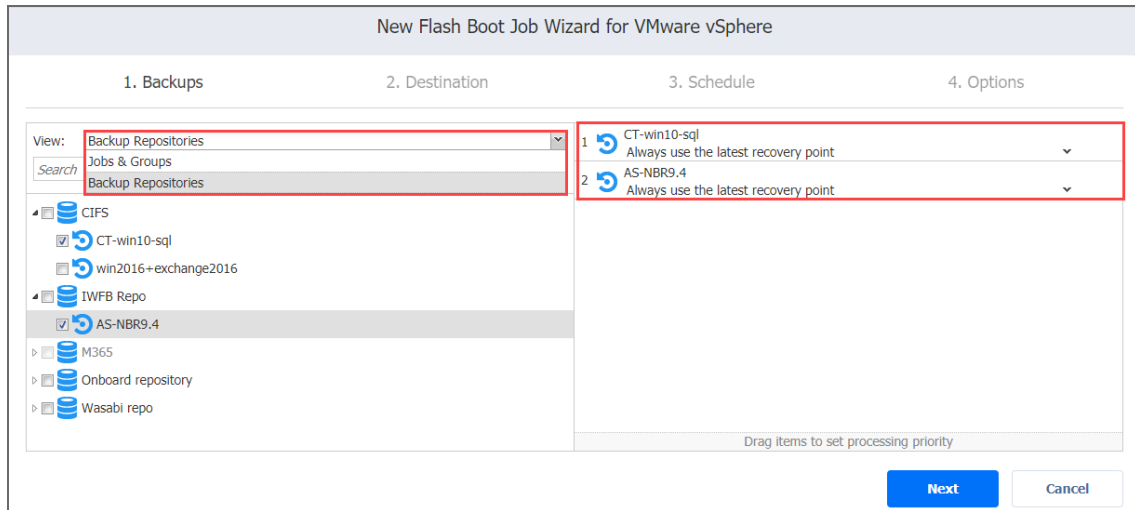 New Flash Boot Job Wizard for VMware vSphere
1. Backups
2. Destination
3. Schedule
4. Options
View:
Backup Repositories
Search
Jobs & Groups
Backup Repositories
CIFS
CT-win10-sql
win2016+exchange2016
IWFB Repo
AS-NBR9.4
M365
Onboard repository
Wasabi repo
1
CT-win10-sql
Always use the latest recovery point
2
AS-NBR9.4
Always use the latest recovery point
Drag items to set processing priority
Next
Cancel